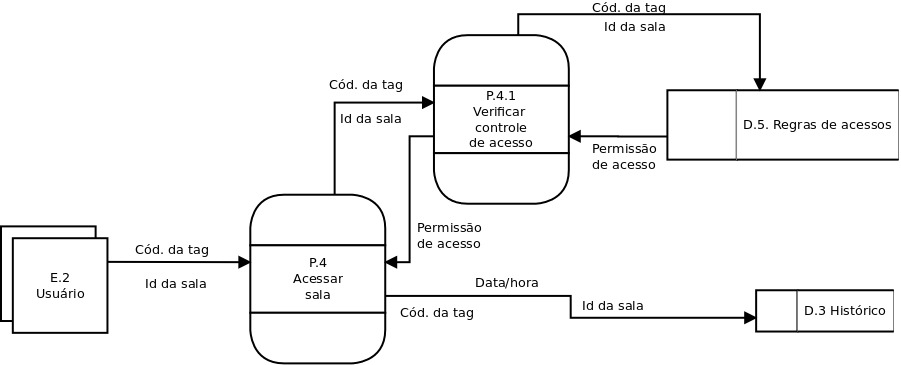 Cód. da tag
Id da sala
Cód. da tag
Id da sala
P.4.1
Verificar
controle
de acesso
D.5. Regras de acessos
Permissão
de acesso
Permissão
de acesso
Cód. da tag
Id da sala
E.2
Usuário
P.4
Acessar
sala
Data/hora
Cód. da tag
Id da sala
D.3 Histórico